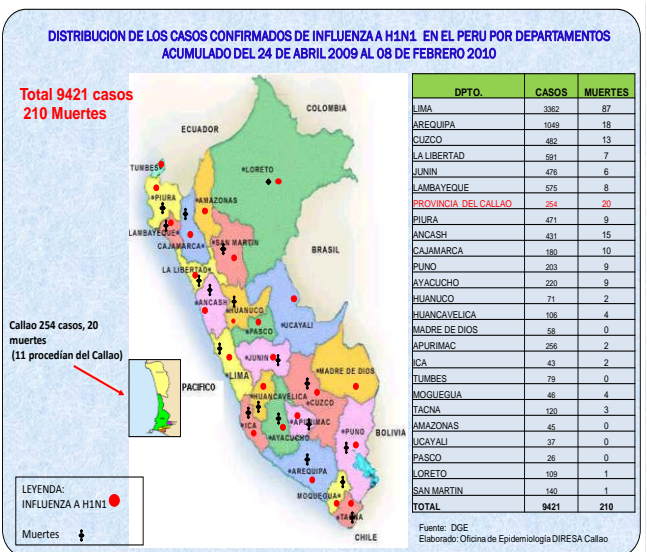 DISTRIBUCION DE LOS CASOS CONFIRMADOS DE INFLUENZA A H1N1 EN EL PERU POR DEPARTAMENTOS
ACUMULADO DEL 24 DE ABRIL 2009 AL 08 DE FEBRERO 2010
Total 9421 casos
210 Muertes
COLOMBIA
ECUADOR
TUMBES
LORETO
PIURA
AMAZONAS
LAMBAYEQUE
SAN MARTIN
CAJAMARCA
BRASIL
LA LIBERTAD
ANCASH
HUANUCO
UCAYALI
PASCO
JUNIN
MADRE DE DIOS
LIMA
PACIFICO
HUANCAVELICA
CUZCO
ICA
APURIMAC
AYACUCHO
PUNO
BOLIVIA
AREQUIPA
MOQUEGUA
TACNA
CHILE
Callao 254 casos, 20
muertes
(11 procedían del Callao)
LEYENDA:
INFLUENZA A H1N1
Muertes
DPTO. CASOS MUERTES
LIMA 3362 87
AREQUIPA 1049 18
CUZCO 482 13
LA LIBERTAD 591 7
JUNIN 476 6
LAMBAYEQUE 575 8
PROVINCIA DEL CALLAO 254 20
PIURA 471 9
ANCASH 431 15
CAJAMARCA 180 10
PUNO 203 9
AYACUCHO 220 9
HUANUCO 71 2
HUANCAVELICA 106 4
MADRE DE DIOS 58 0
APURIMAC 256 2
ICA 43 2
TUMBES 79 0
MOQUEGUA 46 4
TACNA 120 3
AMAZONAS 45 0
UCAYALI 37 0
PASCO 26 0
LORETO 109 1
SAN MARTIN 140 1
TOTAL 9421 210
Fuente: DGE
Elaborado: Oficina de Epidemiología DIRESA Callao